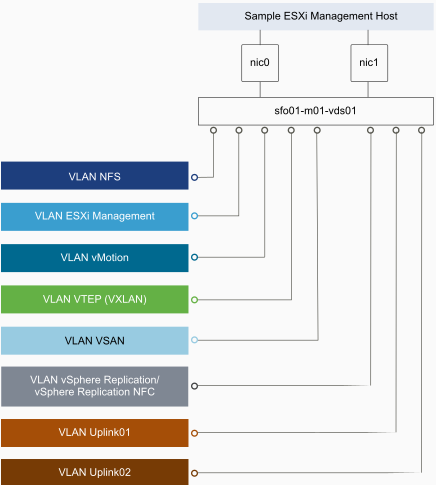 Sample ESXi Management Host
nic0
nic1
sfo01-m01-vds01
VLAN NFS
VLAN ESXi Management
VLAN vMotion
VLAN VTEP (VXLAN)
VLAN VSAN
VLAN vSphere Replication/
vSphere Replication NFC
VLAN Uplink01
VLAN Uplink02